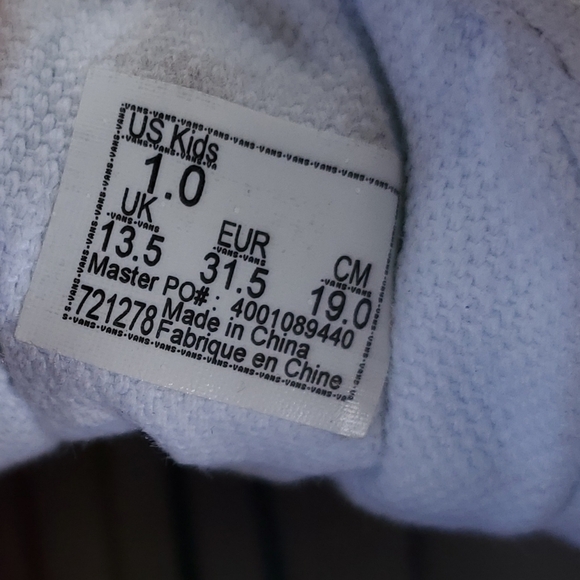 US Kids
1.0
UK EUR CM
13.5 31.5 19.0
Master PO#: 4001089440
721278 Made in China
Fabrique en Chine